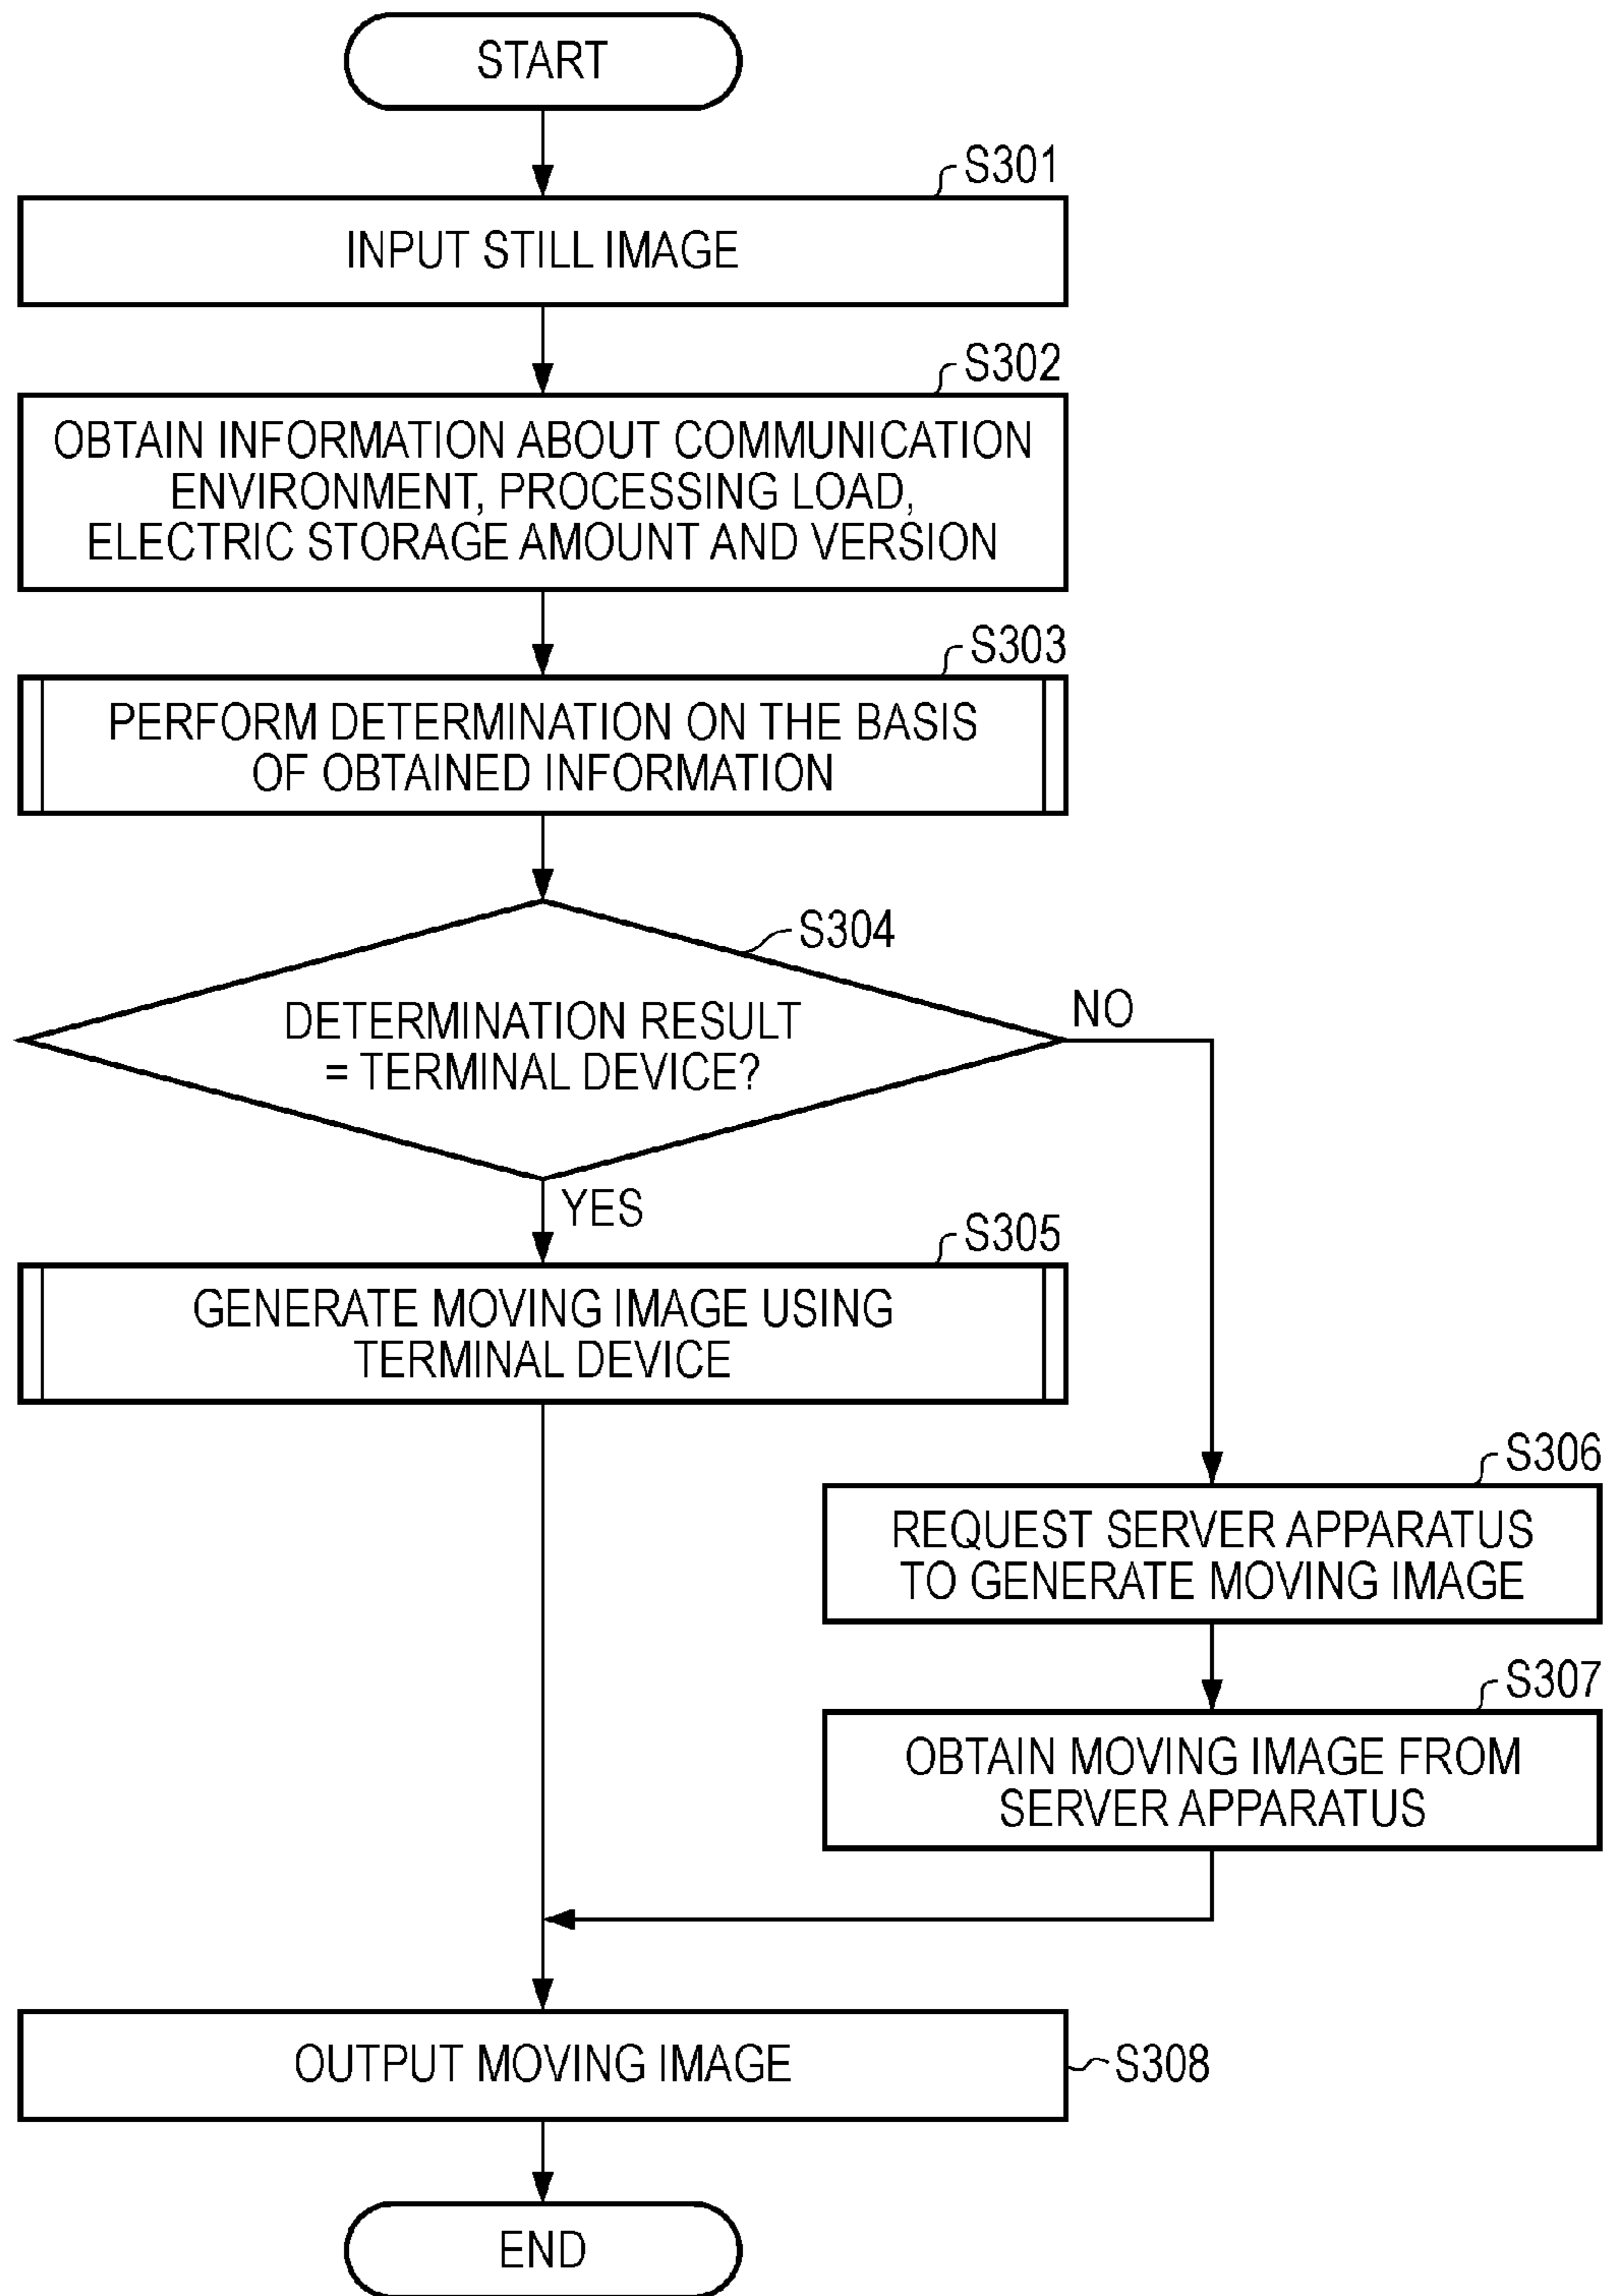 START
S301
INPUT STILL IMAGE
S302
OBTAIN INFORMATION ABOUT COMMUNICATION
ENVIRONMENT, PROCESSING LOAD,
ELECTRIC STORAGE AMOUNT AND VERSION
S303
PERFORM DETERMINATION ON THE BASIS
OF OBTAINED INFORMATION
S304
DETERMINATION RESULT
= TERMINAL DEVICE?
NO
YES
S305
GENERATE MOVING IMAGE USING
TERMINAL DEVICE
S306
REQUEST SERVER APPARATUS
TO GENERATE MOVING IMAGE
S307
OBTAIN MOVING IMAGE FROM
SERVER APPARATUS
OUTPUT MOVING IMAGE
S308
END